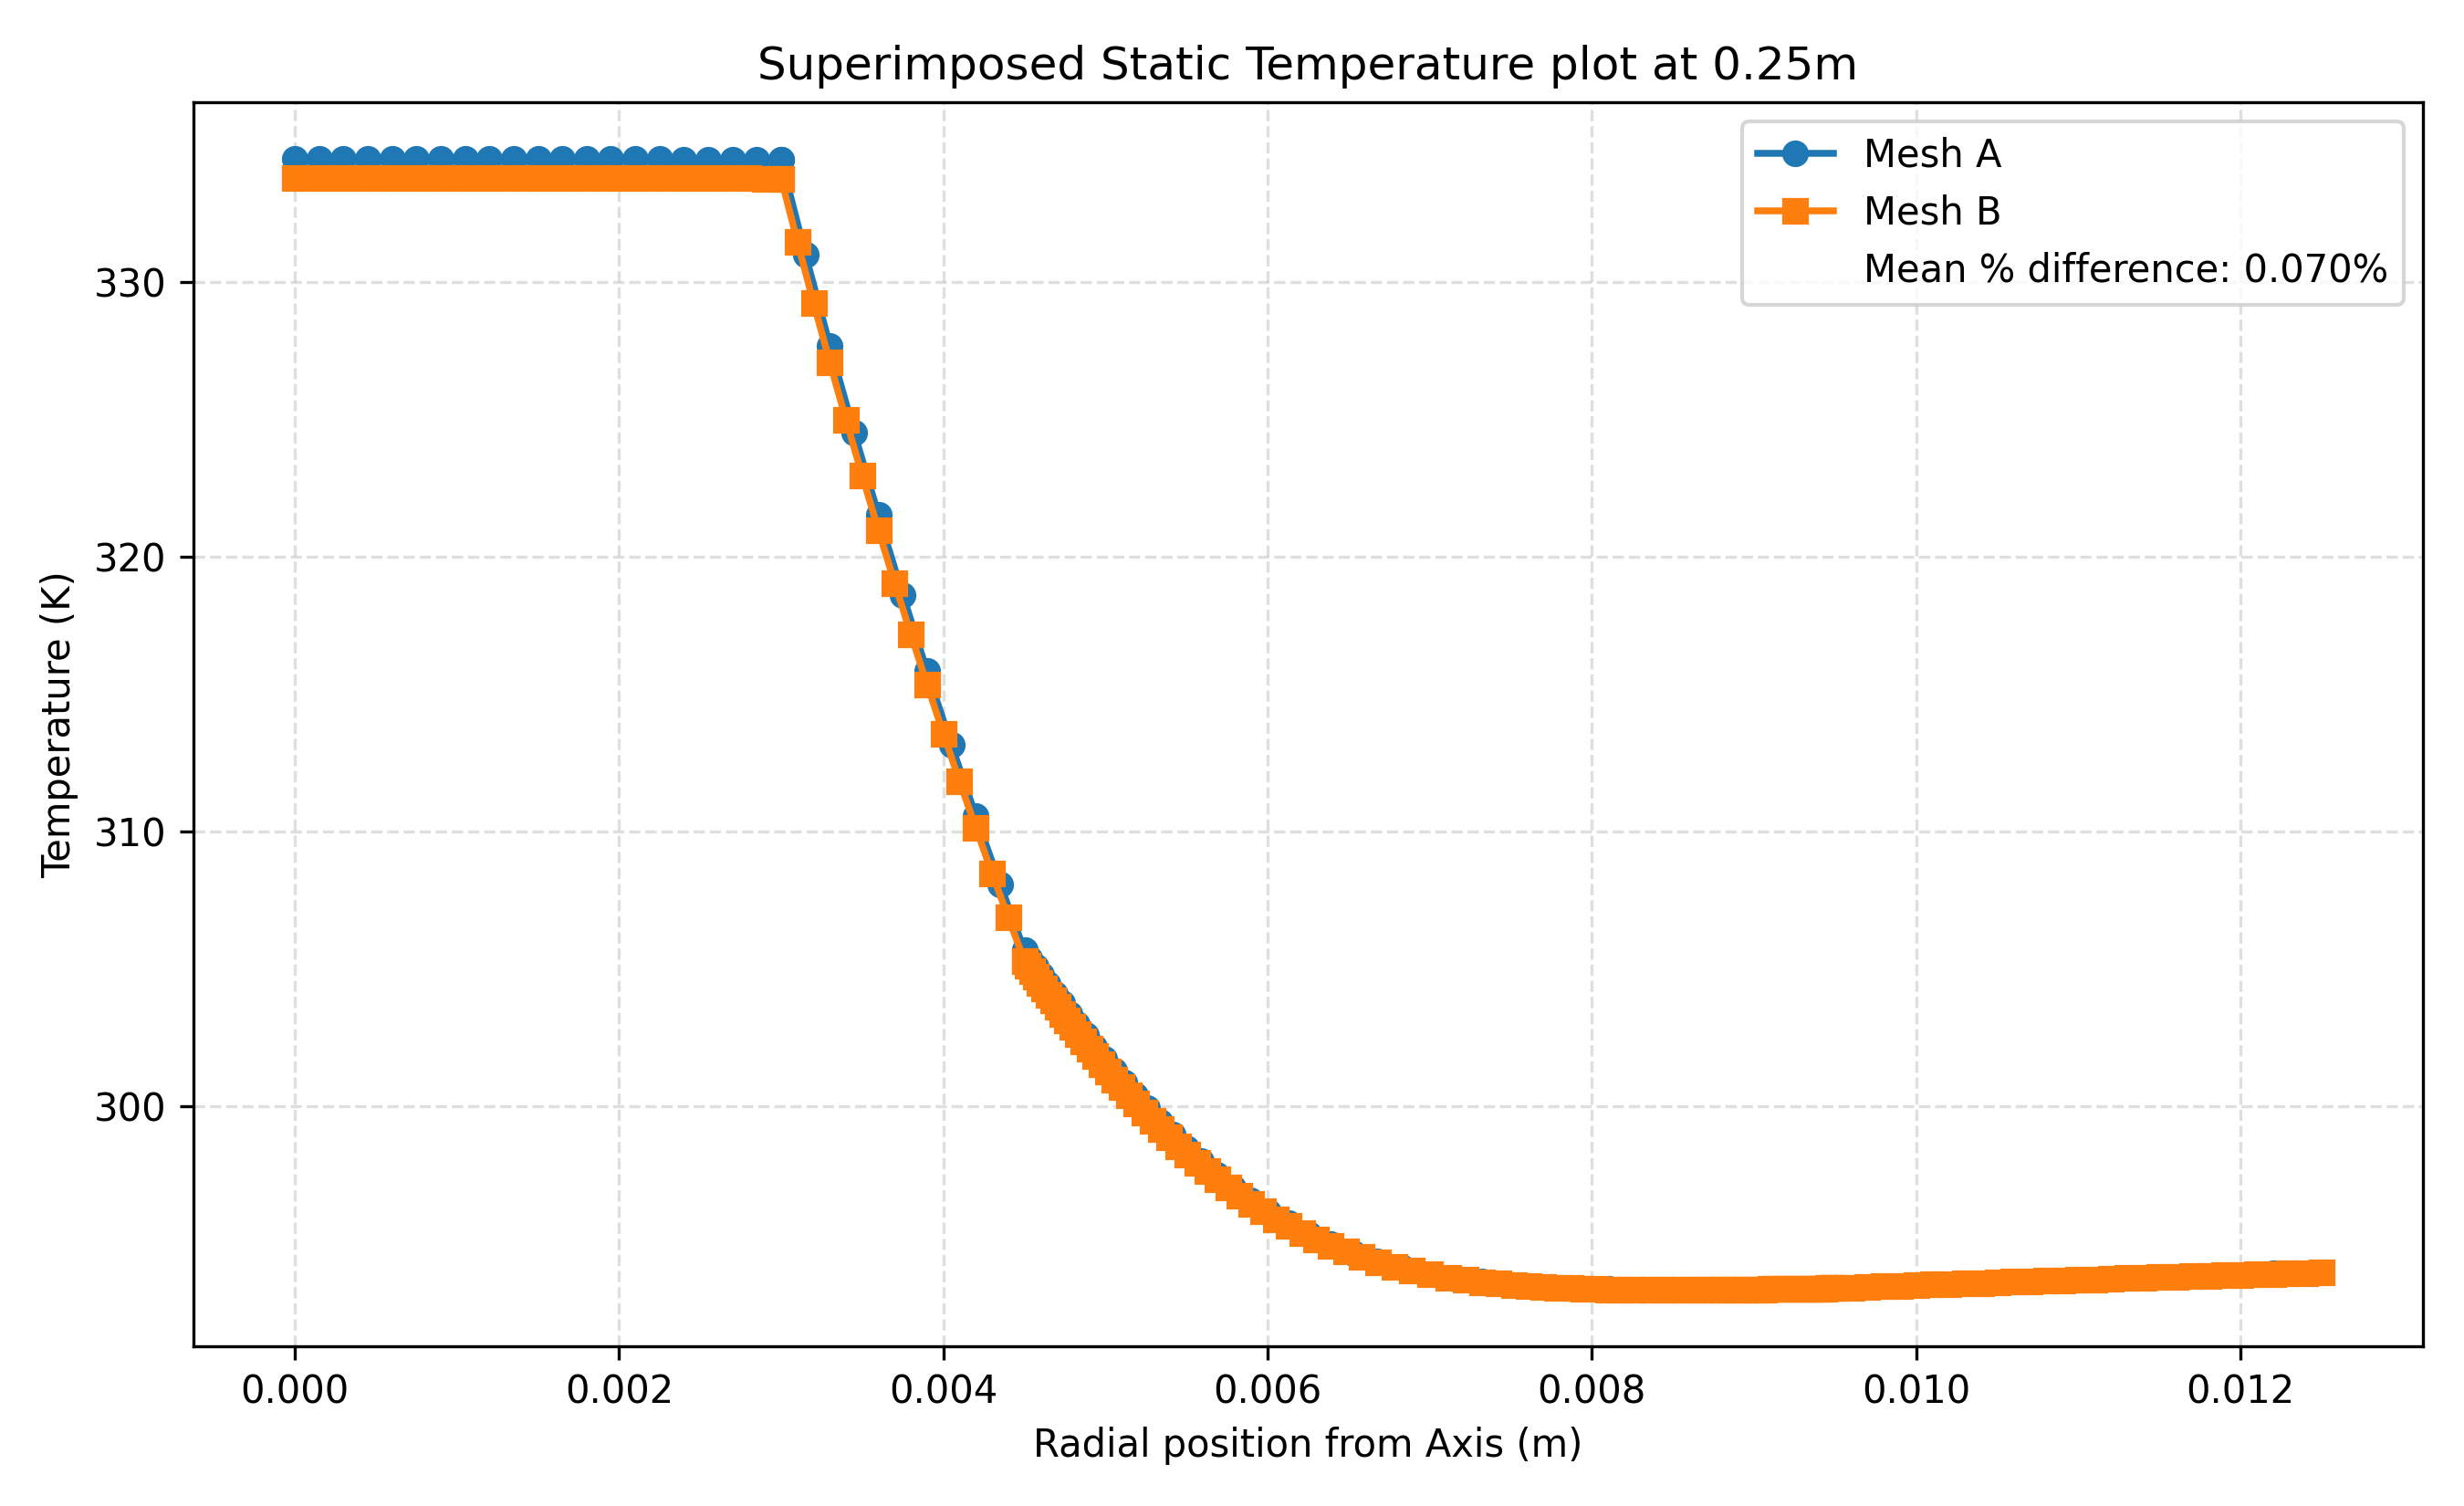 Superimposed Static Temperature plot at 0.25m
Mesh A
Mesh B
Mean % difference: 0.070%
Temperature (K)
330
320
310
300
0.000 0.002 0.004 0.006 0.008 0.010 0.012
Radial position from Axis (m)